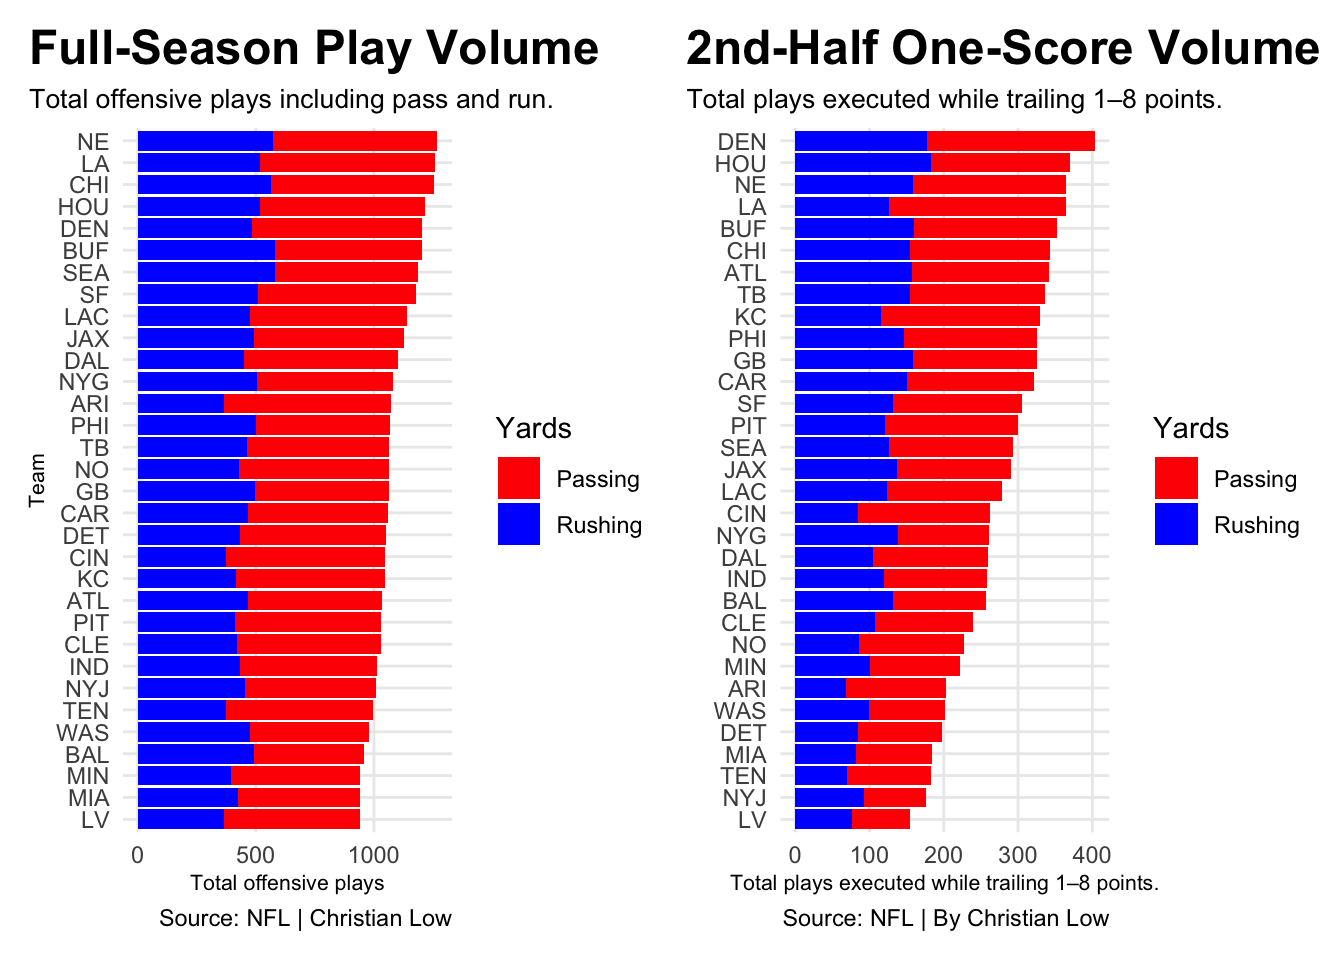 Full-Season Play Volume
Total offensive plays including pass and run.
Team
NE
LA
CHI
HOU
DEN
BUF
SEA
SF
LAC
JAX
DAL
NYG
ARI
PHI
TB
NO
GB
CAR
DET
CIN
KC
ATL
PIT
CLE
IND
NYJ
TEN
WAS
BAL
MIN
MIA
LV
0 500 1000
Total offensive plays
Source: NFL | Christian Low
Yards
Passing
Rushing
2nd-Half One-Score Volume
Total plays executed while trailing 1–8 points.
DEN
HOU
NE
LA
BUF
CHI
ATL
TB
KC
PHI
GB
CAR
SF
PIT
SEA
JAX
LAC
CIN
NYG
DAL
IND
BAL
CLE
NO
MIN
ARI
WAS
DET
MIA
TEN
NYJ
LV
0 100 200 300 400
Total plays executed while trailing 1–8 points.
Source: NFL | By Christian Low
Yards
Passing
Rushing